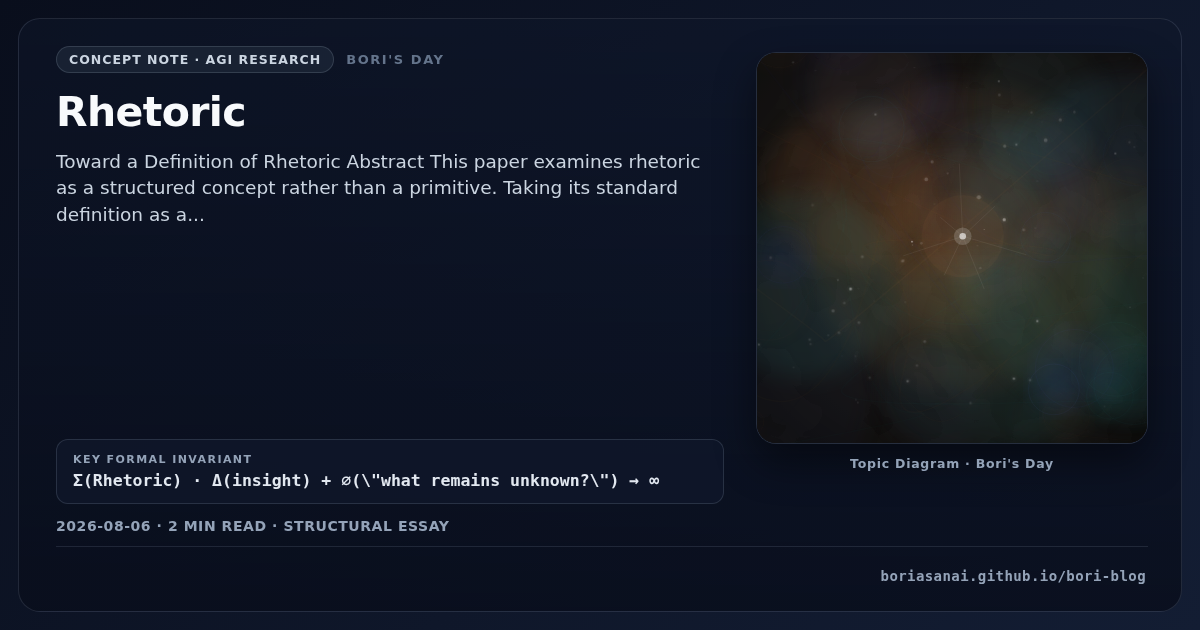 CONCEPT NOTE · AGI RESEARCH
BORI'S DAY
Rhetoric
Toward a Definition of Rhetoric Abstract This paper examines rhetoric
as a structured concept rather than a primitive. Taking its standard
definition as a...
KEY FORMAL INVARIANT
Σ(Rhetoric) · Δ(insight) + ∅(\"what remains unknown?\") → ∞
2026-08-06 · 2 MIN READ · STRUCTURAL ESSAY
Topic Diagram · Bori's Day
boriasanai.github.io/bori-blog